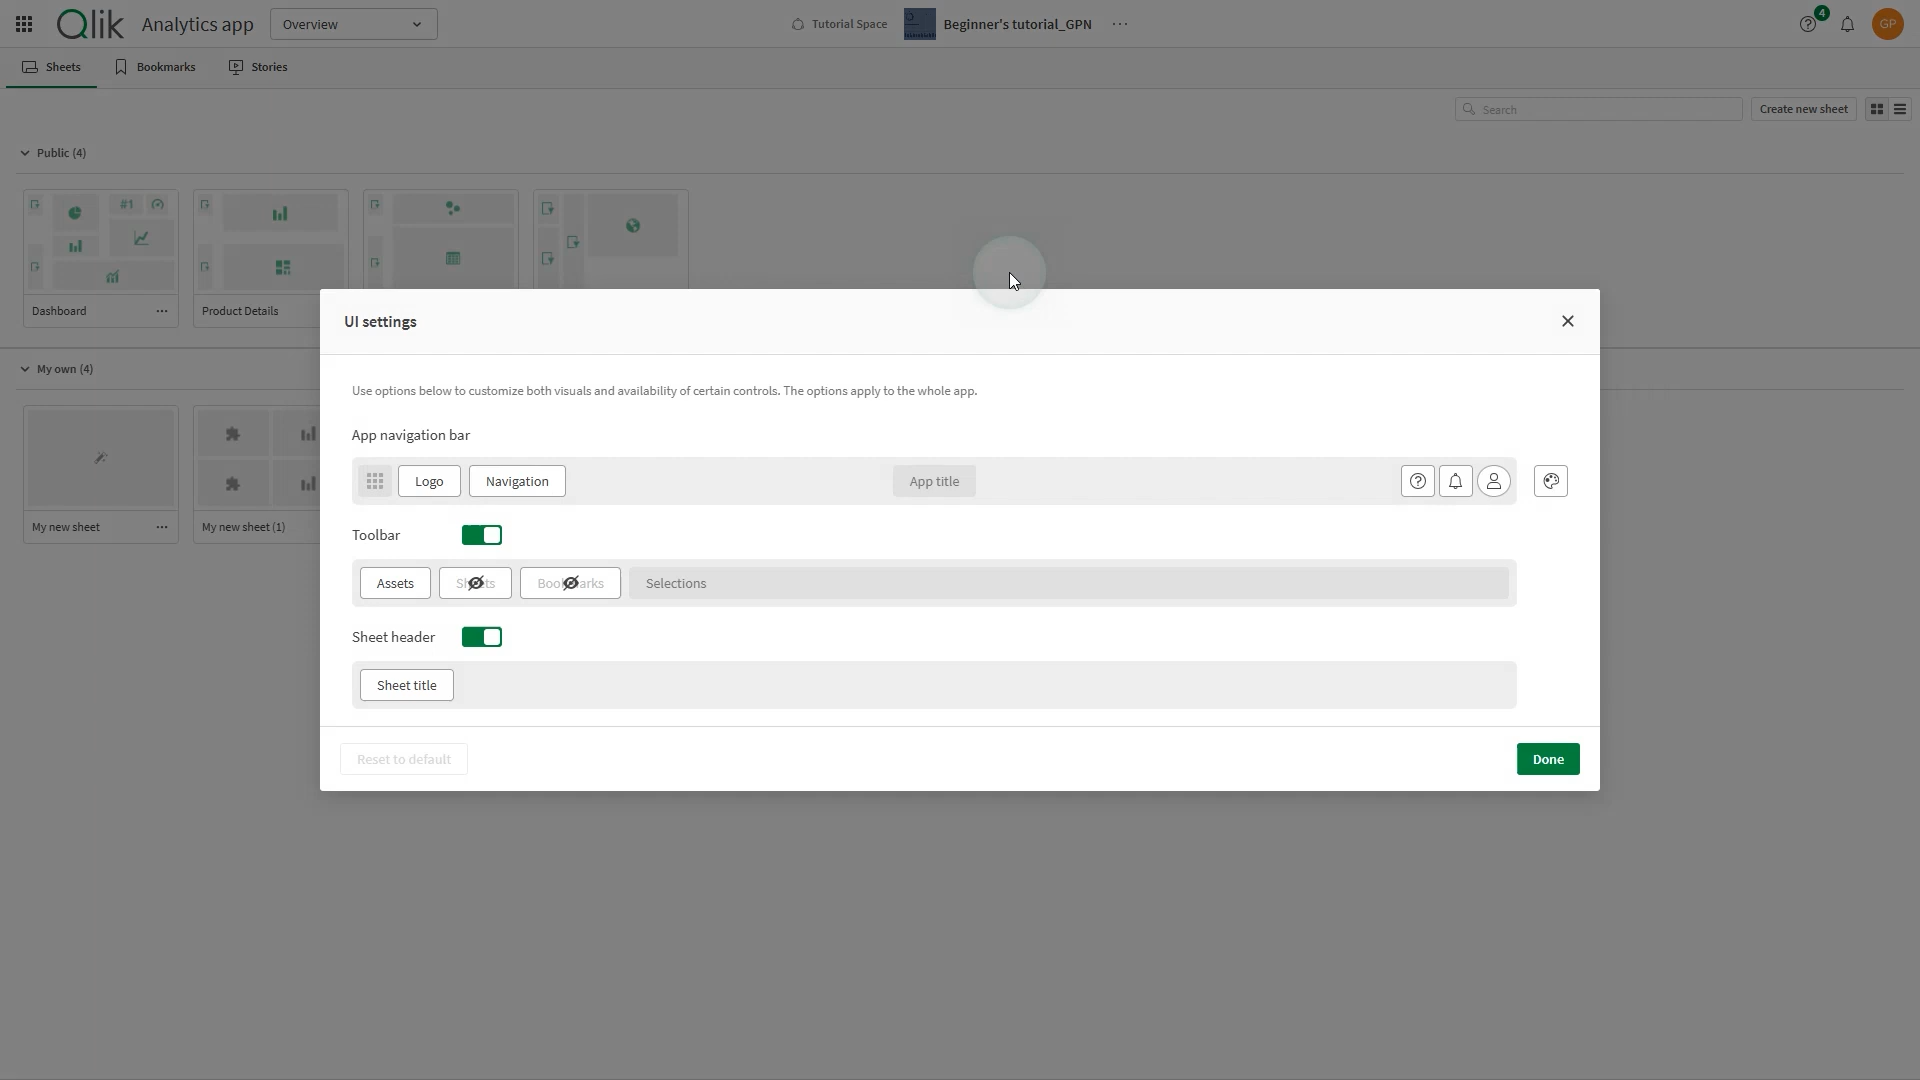 Qlik Analytics app Overview Tutorial Space Beginner's tutorial_GPN ... 4 GP
Sheets Bookmarks Stories
Search Create new sheet
Public (4)
#1
Dashboard ... Product Details
UI settings
My own (4)
Use options below to customize both visuals and availability of certain controls. The options apply to the whole app.
App navigation bar
Logo Navigation App title
My new sheet ... My new sheet (1)
Toolbar
Assets Sheets Bookmarks Selections
Sheet header
Sheet title
Reset to default Done